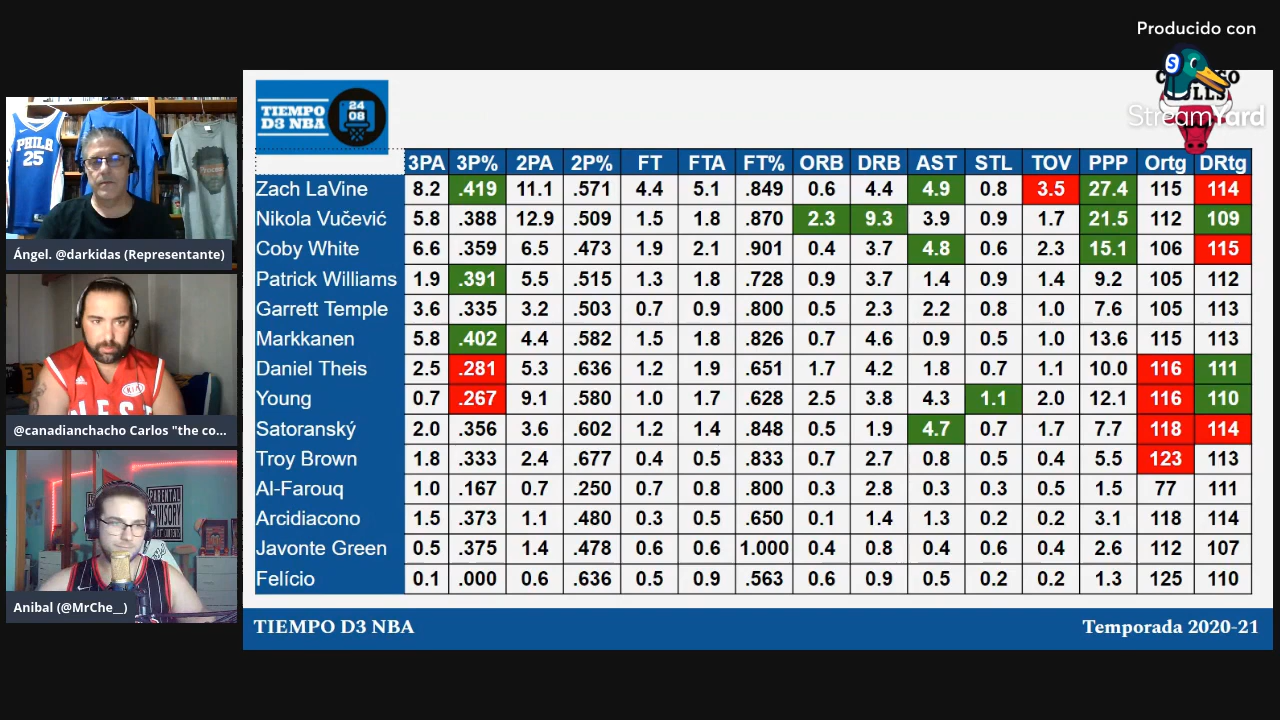 Producido con
StreamYard
TIEMPO
D3 NBA
24
08
3PA 3P% 2PA 2P% FT FTA FT% ORB DRB AST STL TOV PPP Ortg DRtg
Zach LaVine 8.2 .419 11.1 .571 4.4 5.1 .849 0.6 4.4 4.9 0.8 3.5 27.4 115 114
Nikola Vučević 5.8 .388 12.9 .509 1.5 1.8 .870 2.3 9.3 3.9 0.9 1.7 21.5 112 109
Coby White 6.6 .359 6.5 .473 1.9 2.1 .901 0.4 3.7 4.8 0.6 2.3 15.1 106 115
Patrick Williams 1.9 .391 5.5 .515 1.3 1.8 .728 0.9 3.7 1.4 0.9 1.4 9.2 105 112
Garrett Temple 3.6 .335 3.2 .503 0.7 0.9 .800 0.5 2.3 2.2 0.8 1.0 7.6 105 113
Markkanen 5.8 .402 4.4 .582 1.5 1.8 .826 0.7 4.6 0.9 0.5 1.0 13.6 115 113
Daniel Theis 2.5 .281 5.3 .636 1.2 1.9 .651 1.7 4.2 1.8 0.7 1.1 10.0 116 111
Young 0.7 .267 9.1 .580 1.0 1.7 .628 2.5 3.8 4.3 1.1 2.0 12.1 116 110
Satoranský 2.0 .356 3.6 .602 1.2 1.4 .848 0.5 1.9 4.7 0.7 1.7 7.7 118 114
Troy Brown 1.8 .333 2.4 .677 0.4 0.5 .833 0.7 2.7 0.8 0.5 0.4 5.5 123 113
Al-Farouq 1.0 .167 0.7 .250 0.7 0.8 .800 0.3 2.8 0.3 0.3 0.5 1.5 77 111
Arcidiacono 1.5 .373 1.1 .480 0.3 0.5 .650 0.1 1.4 1.3 0.2 0.2 3.1 118 114
Javonte Green 0.5 .375 1.4 .478 0.6 0.6 1.000 0.4 0.8 0.4 0.6 0.4 2.6 112 107
Felício 0.1 .000 0.6 .636 0.5 0.9 .563 0.6 0.9 0.5 0.2 0.2 1.3 125 110
TIEMPO D3 NBA Temporada 2020-21
PHILA
25
Ángel. @darkidas (Representante)
KIA
@canadianchacho Carlos "the co...
PARENTAL
Anibal (@MrChe__)